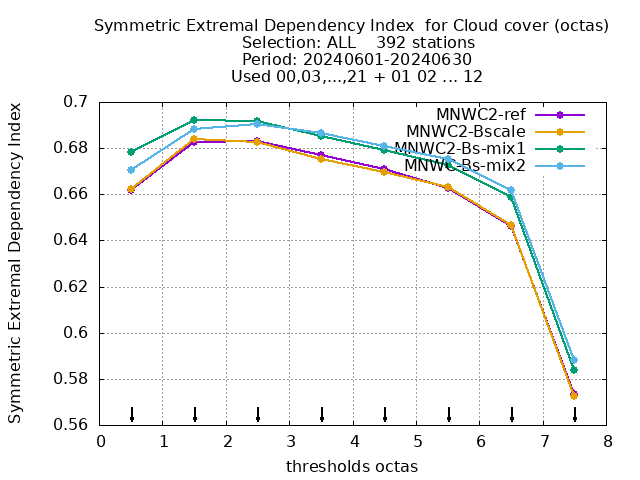 Symmetric Extremal Dependency Index  for Cloud cover (octas)
Selection: ALL    392 stations
Period: 20240601-20240630
Used 00,03,...,21 + 01 02 ... 12
Symmetric Extremal Dependency Index
0.7
0.68
0.66
0.64
0.62
0.6
0.58
0.56
MNWC2-ref
MNWC2-Bscale
MNWC2-Bs-mix1
MNWC-Bs-mix2
0 1 2 3 4 5 6 7 8
thresholds octas